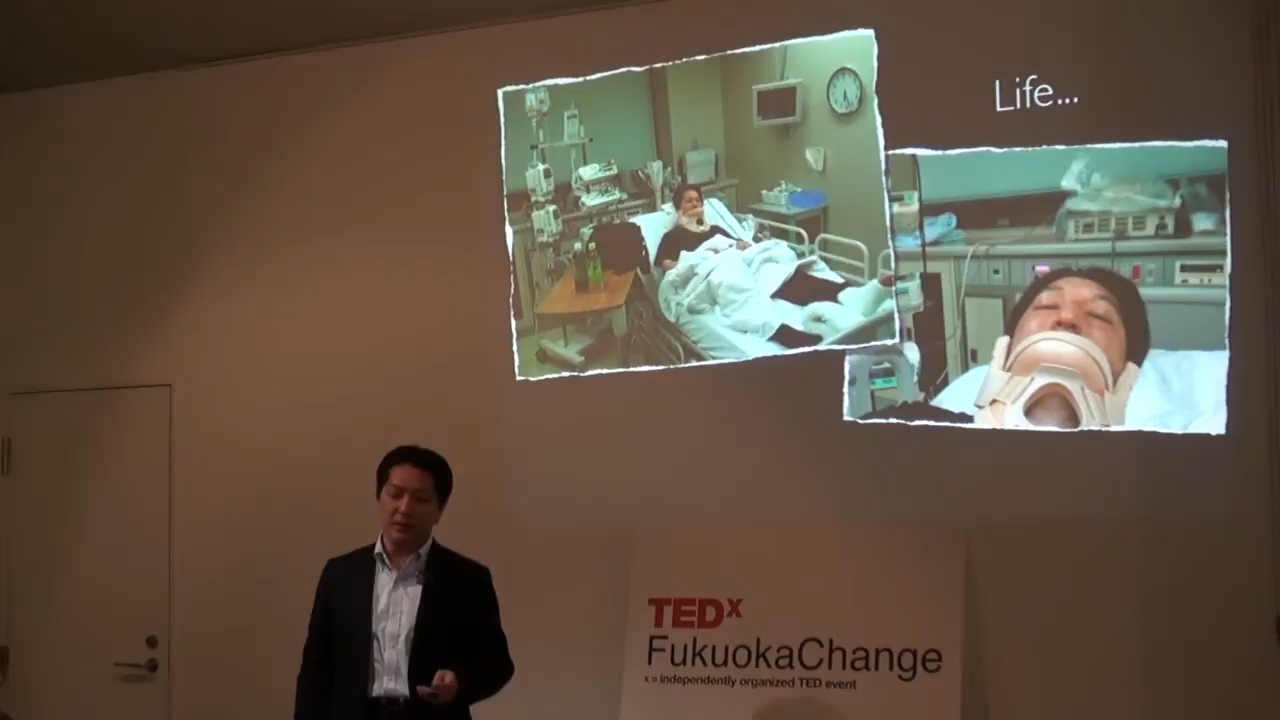 Life...
TEDx
FukuokaChange
x = independently organized TED event